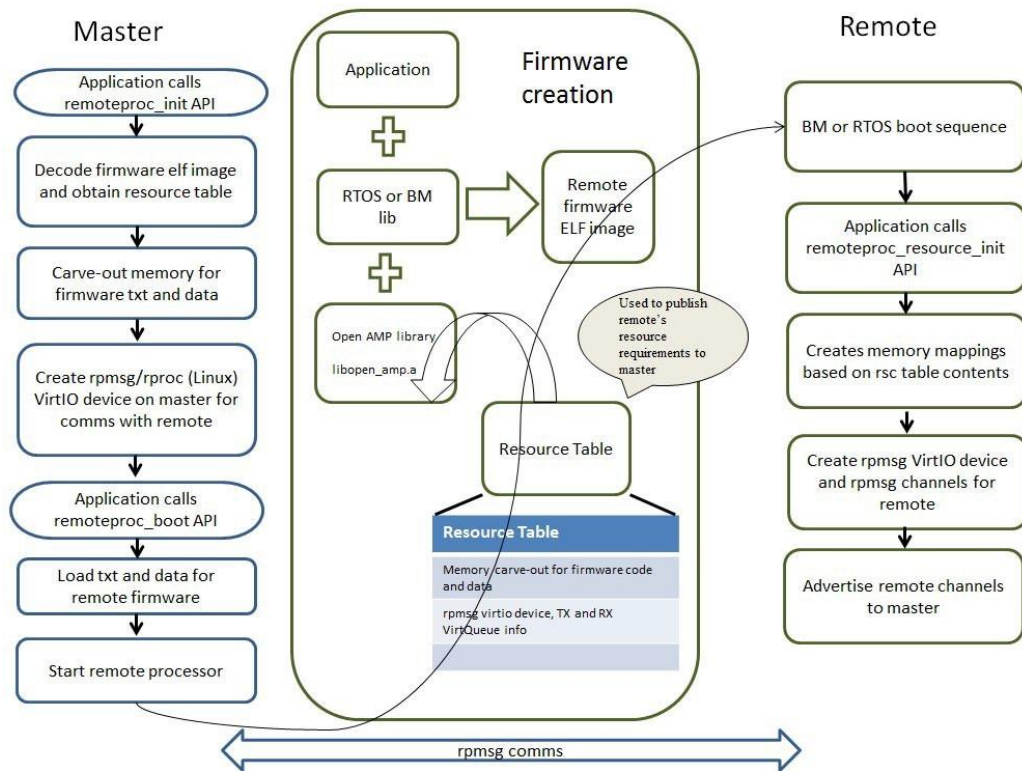 Master
Application calls
remoteproc_init API
Decode firmware elf image
and obtain resource table
Carve-out memory for
firmware txt and data
Create rpmsg/rproc (Linux)
VirtIO device on master for
comms with remote
Application calls
remoteproc_boot API
Load txt and data for
remote firmware
Start remote processor
Firmware
creation
Application
RTOS or BM
lib
Remote
firmware
ELF image
Open AMP library
libopen_amp.a
Used to publish
remote's
resource
requirements to
master
Resource Table
Resource Table
Memory carve-out for firmware code
and data
rpmsg virtio device, TX and RX
VirtQueue info
Remote
BM or RTOS boot sequence
Application calls
remoteproc_resource_init
API
Creates memory mappings
based on rsc table contents
Create rpmsg VirtIO device
and rpmsg channels for
remote
Advertise remote channels
to master
rpmsg comms